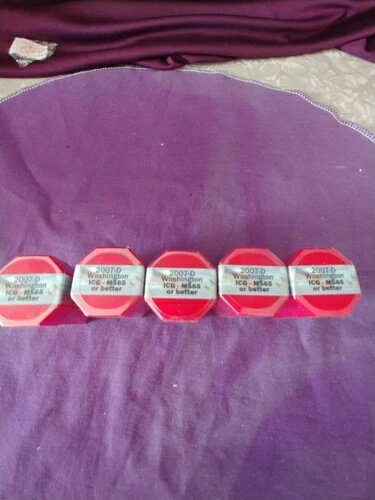 2007-D
Washington
ICG - MS65
or better
2007-D
Washington
ICG - MS65
or better
2007-D
Washington
ICG - MS65
or better
2007-D
Washington
ICG - MS65
or better
2007-D
Washington
ICG - MS65
or better